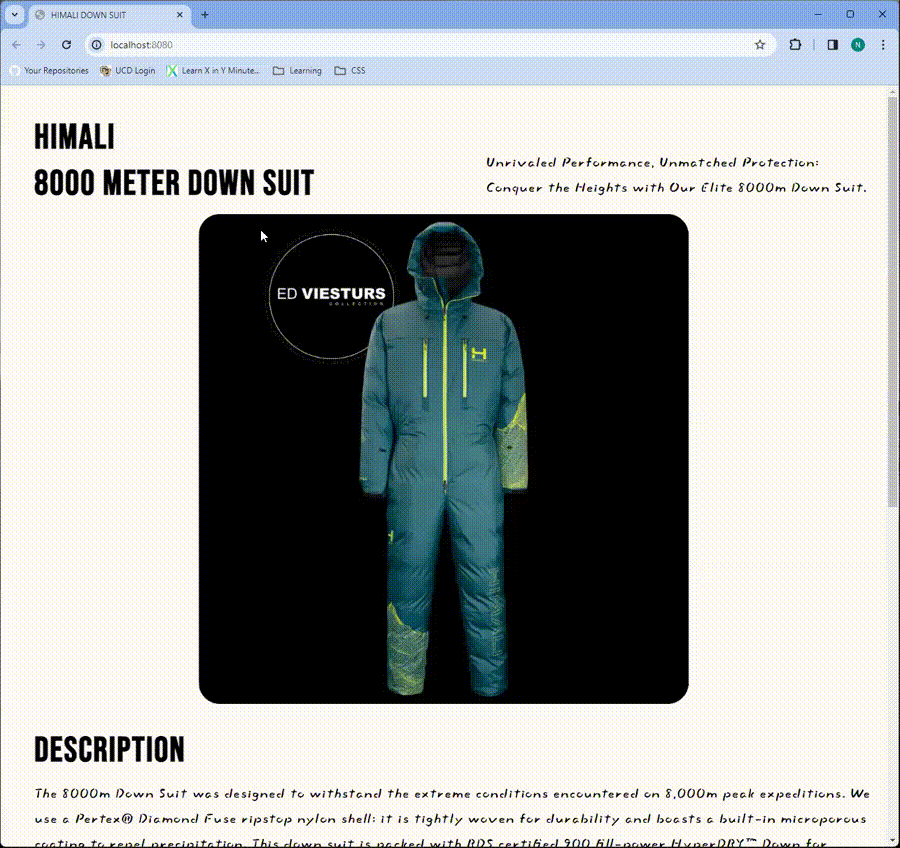 HIMALI DOWN SUIT
localhost:8080
Your Repositories
UCD Login
Learn X in Y Minute...
Learning
CSS
N
HIMALI
8000 METER DOWN SUIT
Unrivaled Performance, Unmatched Protection:
Conquer the Heights with Our Elite 8000m Down Suit.
ED VIESTURS
COLLECTION
H
DESCRIPTION
The 8000m Down Suit was designed to withstand the extreme conditions encountered on 8,000m peak expeditions. We
use a Pertex® Diamond Fuse ripstop nylon shell: it is tightly woven for durability and boasts a built-in microporous
coating to repel precipitation. This down suit is packed with RDS certified 900 fill-power HyperDRY™ Down for